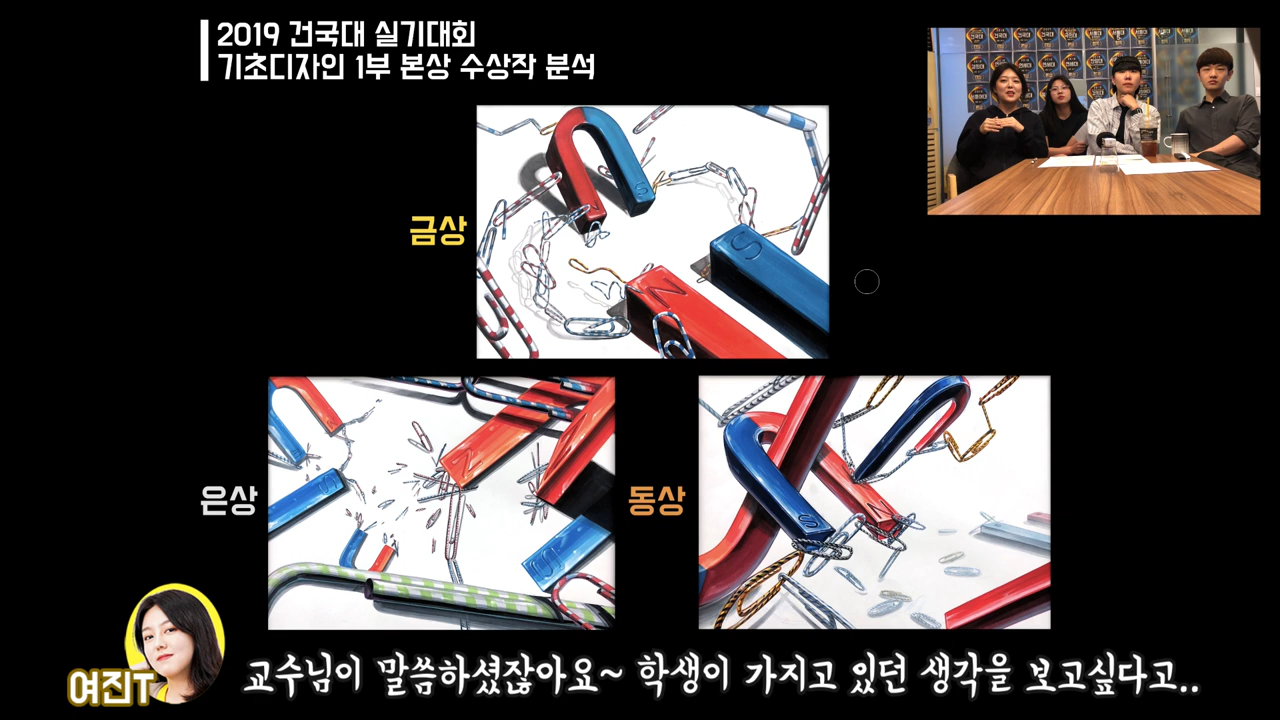 2019 건국대 실기대회
기초디자인 1부 본상 수상작 분석
금상
S
N
S
N
은상
N
S
S
동상
N
S
여진T
교수님이 말씀하셨잖아요~ 학생이 가지고 있던 생각을 보고싶다고..